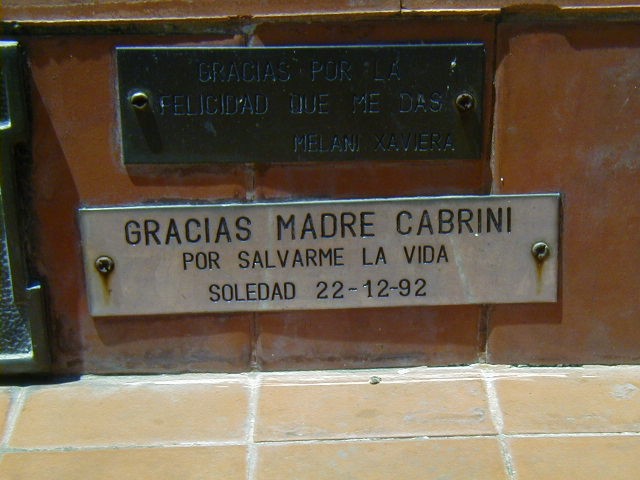 GRACIAS POR LA
FELICIDAD QUE ME DAS
MELANI XAVIERA
GRACIAS MADRE CABRINI
POR SALVARME LA VIDA
SOLEDAD 22-12-92